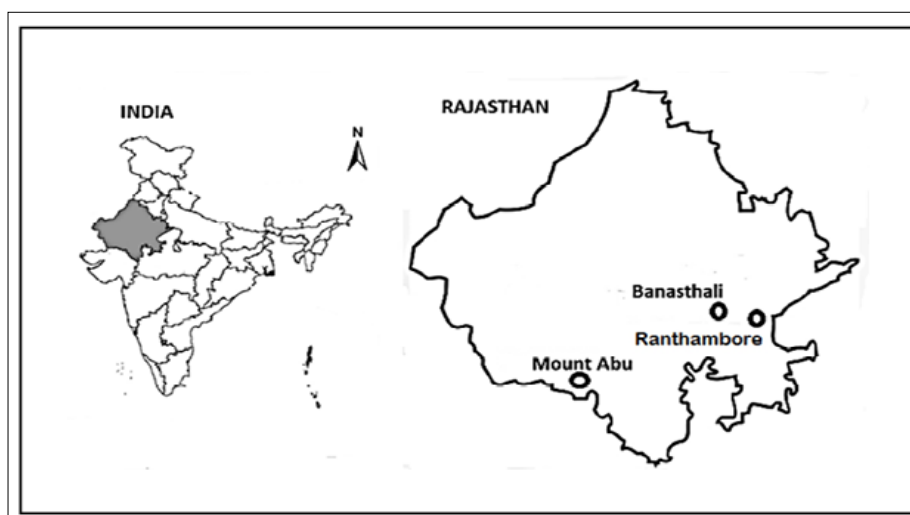 INDIA
N
RAJASTHAN
Banasthali
Ranthambore
Mount Abu